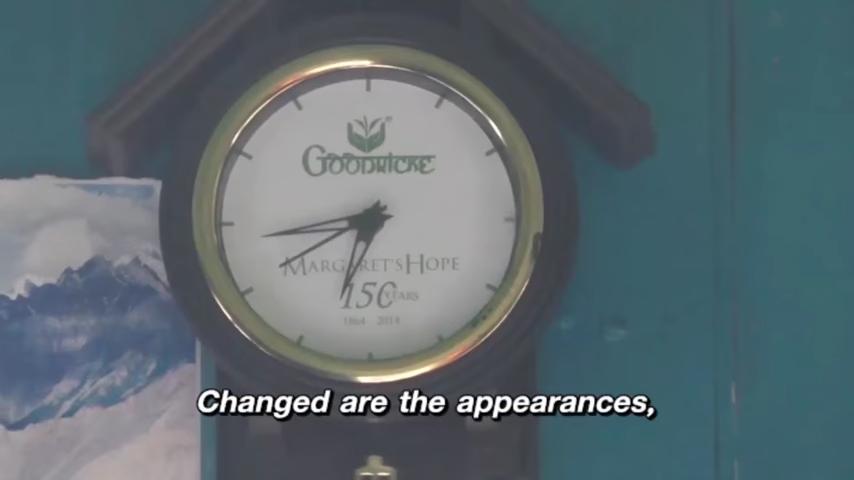 GOODRICKE
MARGARET'S HOPE
150 YEARS
1864 - 2014
Changed are the appearances,